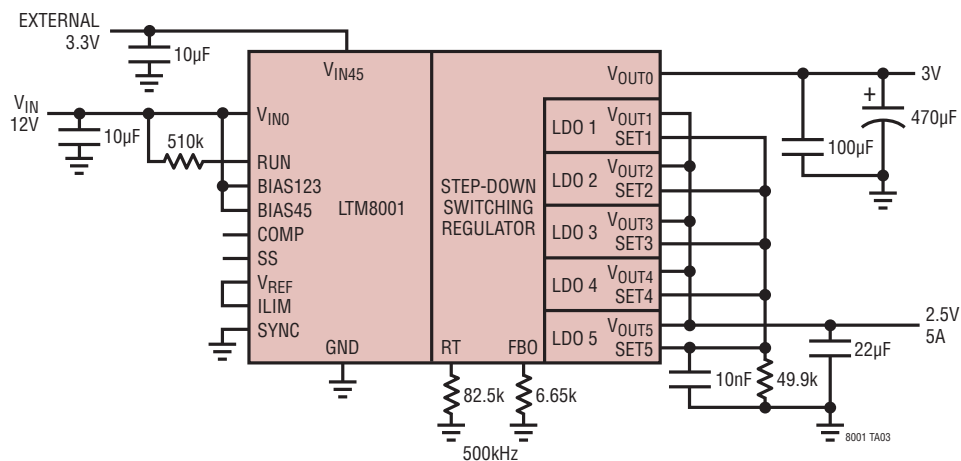 EXTERNAL
3.3V
10µF
VIN45
VOUT0
3V
VIN
12V
VIN0
10µF
510k
RUN
BIAS123
BIAS45
COMP
SS
VREF
ILIM
SYNC
GND
LTM8001
STEP-DOWN
SWITCHING
REGULATOR
LDO 1
VOUT1
SET1
LDO 2
VOUT2
SET2
LDO 3
VOUT3
SET3
LDO 4
VOUT4
SET4
LDO 5
VOUT5
SET5
+
470µF
100µF
2.5V
5A
22µF
RT
FBO
82.5k
6.65k
500kHz
10nF
49.9k
8001 TA03